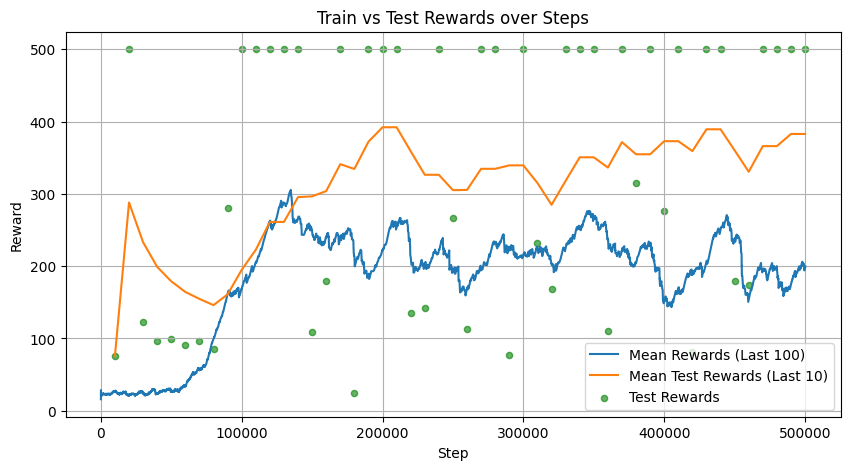 Train vs Test Rewards over Steps
Reward
500
400
300
200
100
0
0 100000 200000 300000 400000 500000
Step
Mean Rewards (Last 100)
Mean Test Rewards (Last 10)
Test Rewards